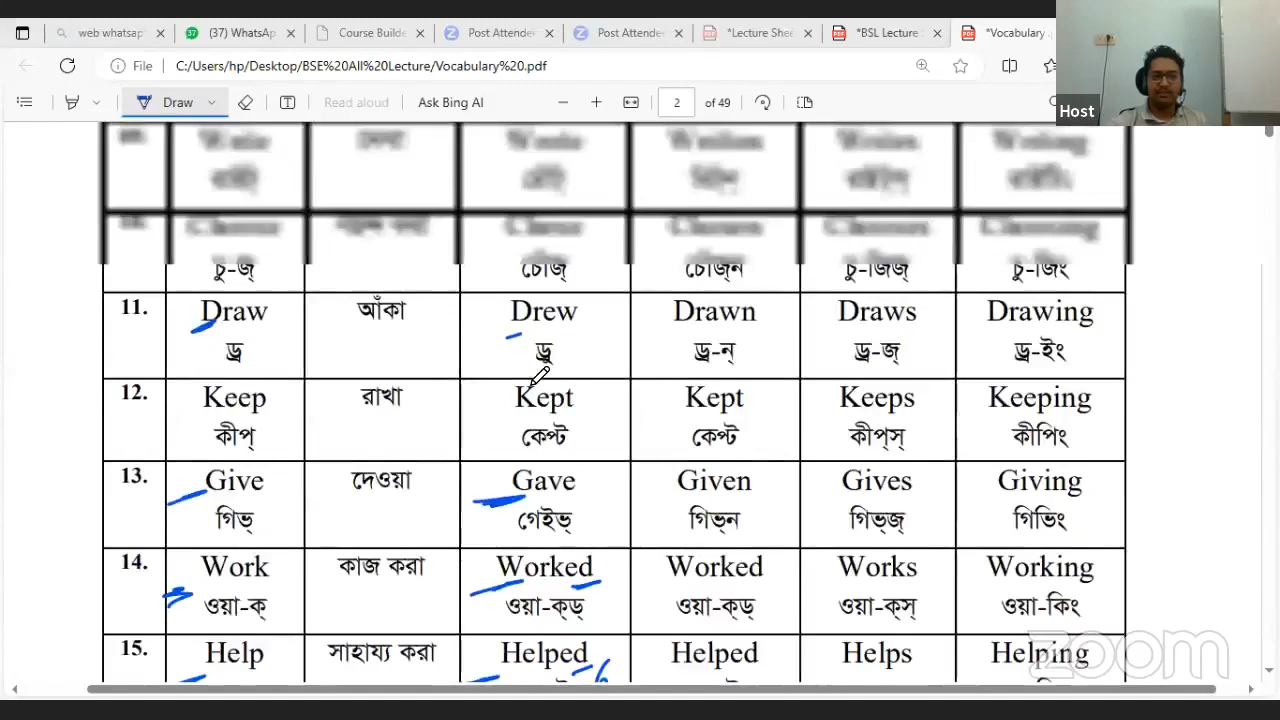 web whatsap
(37) WhatsA
Course Builde
Post Attende
Post Attende
*Lecture Shee
*BSL Lecture
*Vocabulary
File C:/Users/hp/Desktop/BSE%20All%20Lecture/Vocabulary%20.pdf
Draw Read aloud Ask Bing AI 2 of 49
Host
চু-জ্ চৌজ্ চৌজ্ন চু-জিজ্ চু-জিং
11. Draw আঁকা Drew Drawn Draws Drawing
ড্র ড্রু ড্র-ন্ ড্র-জ্ ড্র-ইং
12. Keep রাখা Kept Kept Keeps Keeping
কীপ্ কেপ্ট কেপ্ট কীপ্স্ কীপিং
13. Give দেওয়া Gave Given Gives Giving
গিভ্ গেইভ্ গিভ্ন গিভ্জ্ গিভিং
14. Work কাজ করা Worked Worked Works Working
ওয়া-ক্ ওয়া-ক্ড্ ওয়া-ক্ড্ ওয়া-ক্স্ ওয়া-কিং
15. Help সাহায্য করা Helped Helped Helps Helping
zoom